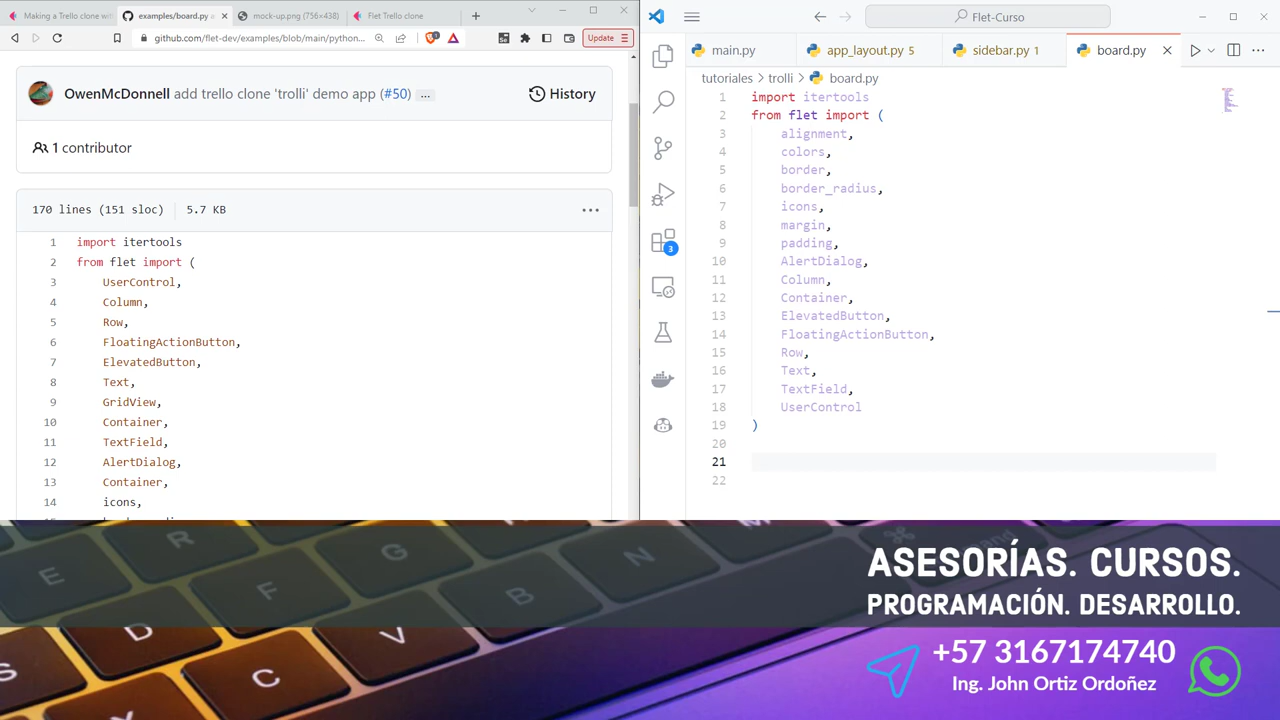 Making a Trello clone with
examples/board.py a
mock-up.png (756×438)
Flet Trello clone
github.com/flet-dev/examples/blob/main/python...
Update
OwenMcDonnell add trello clone 'trolli' demo app (#50) ...
History
1 contributor
170 lines (151 sloc)
5.7 KB
1 import itertools
2 from flet import (
3 UserControl,
4 Column,
5 Row,
6 FloatingActionButton,
7 ElevatedButton,
8 Text,
9 GridView,
10 Container,
11 TextField,
12 AlertDialog,
13 Container,
14 icons,
Flet-Curso
main.py
app_layout.py 5
sidebar.py 1
board.py
tutoriales > trolli > board.py
1 import itertools
2 from flet import (
3 alignment,
4 colors,
5 border,
6 border_radius,
7 icons,
8 margin,
9 padding,
10 AlertDialog,
11 Column,
12 Container,
13 ElevatedButton,
14 FloatingActionButton,
15 Row,
16 Text,
17 TextField,
18 UserControl
19 )
20
21
22
3
ASESORÍAS. CURSOS.
PROGRAMACIÓN. DESARROLLO.
+57 3167174740
Ing. John Ortiz Ordoñez